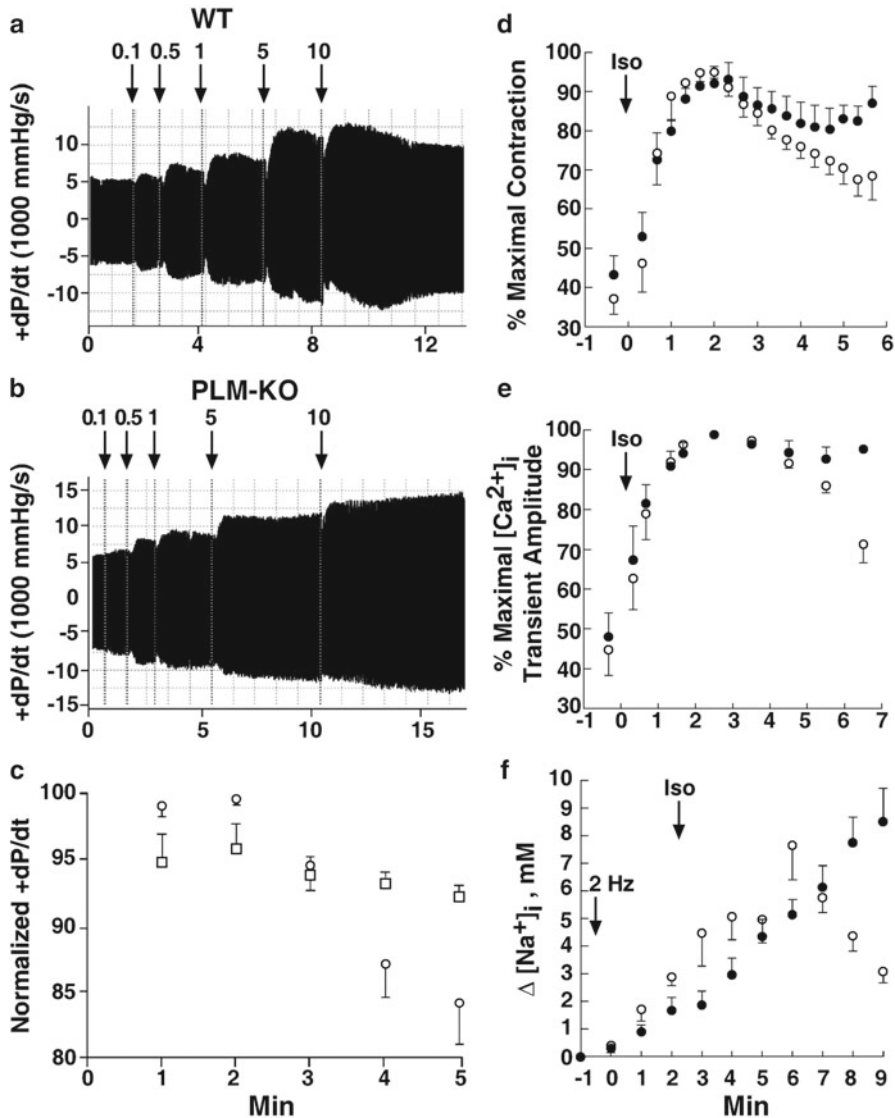 a
WT
0.1 0.5 1 5 10
+dP/dt (1000 mmHg/s)
10
5
0
-5
-10
0 4 8 12
b
PLM-KO
0.1 0.5 1 5 10
+dP/dt (1000 mmHg/s)
15
10
5
0
-5
-10
-15
0 5 10 15
c
Normalized +dP/dt
100
95
90
85
80
0 1 2 3 4 5
Min
d
Iso
% Maximal Contraction
100
90
80
70
60
50
40
30
-1 0 1 2 3 4 5 6
e
Iso
% Maximal [Ca²⁺]ᵢ
Transient Amplitude
100
90
80
70
60
50
40
30
-1 0 1 2 3 4 5 6 7
f
Iso
2 Hz
Δ [Na⁺]ᵢ , mM
10
9
8
7
6
5
4
3
2
1
0
-1 0 1 2 3 4 5 6 7 8 9
Min